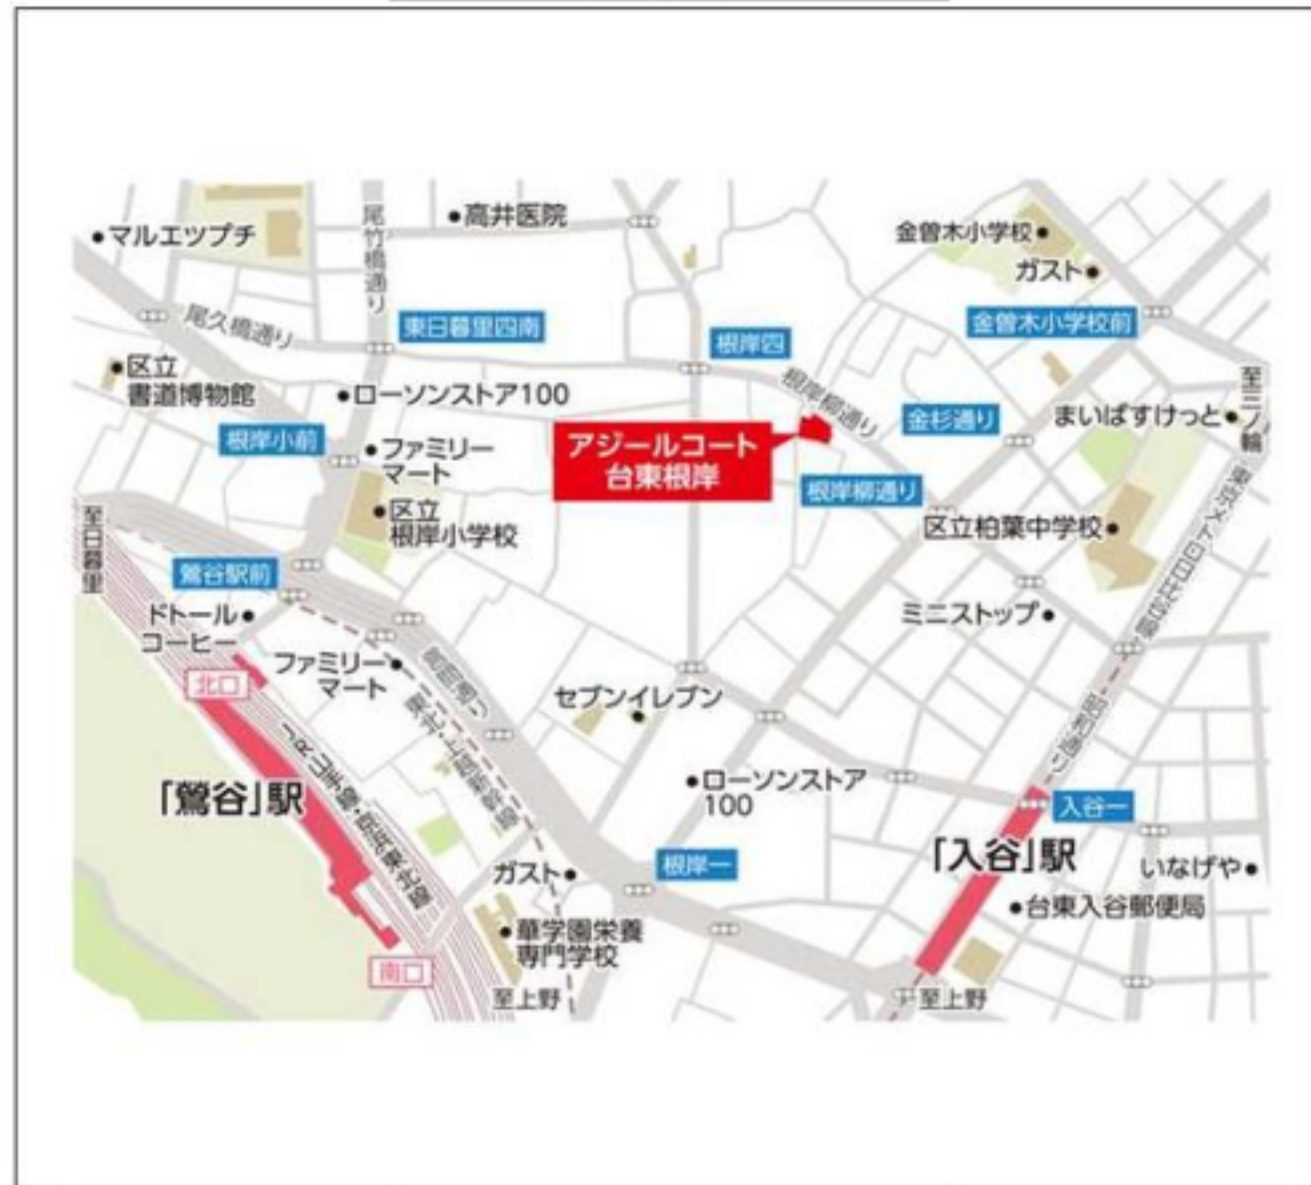 高井医院
マルエツプチ
尾竹橋通り
金曽木小学校
ガスト
尾久橋通り
東日暮里四南
根岸四
金曽木小学校前
区立
書道博物館
ローソンストア100
根岸柳通り
金杉通り
まいばすけっと
至三ノ輪
根岸小前
ファミリー
マート
アジールコート
台東根岸
根岸柳通り
至日暮里
区立
根岸小学校
区立柏葉中学校
鶯谷駅前
ドトール
コーヒー
ミニストップ
北口
ファミリー
マート
セブンイレブン
昭和通り
「鶯谷」駅
JR山手線・京浜東北線
ローソンストア
100
入谷一
根岸一
「入谷」駅
いなげや
ガスト
台東入谷郵便局
華学園栄養
専門学校
南口
至上野
至上野